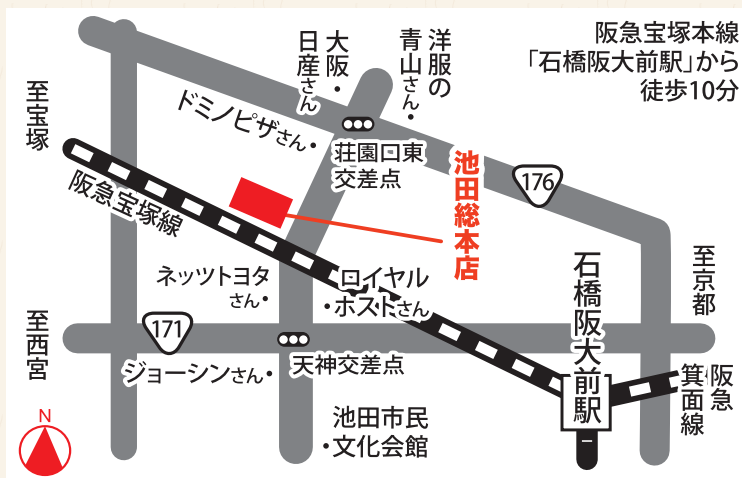 阪急宝塚本線
「石橋阪大前駅」から
徒歩10分
洋服の
青山さん
大阪
日産さん
至宝塚
ドミノピザさん
荘園口東
交差点
池田総本店
176
阪急宝塚線
ネッツトヨタ
さん
ロイヤル
ホストさん
石橋阪大前駅
至京都
至西宮
171
ジョーシンさん
天神交差点
阪急
箕面線
池田市民
文化会館
N